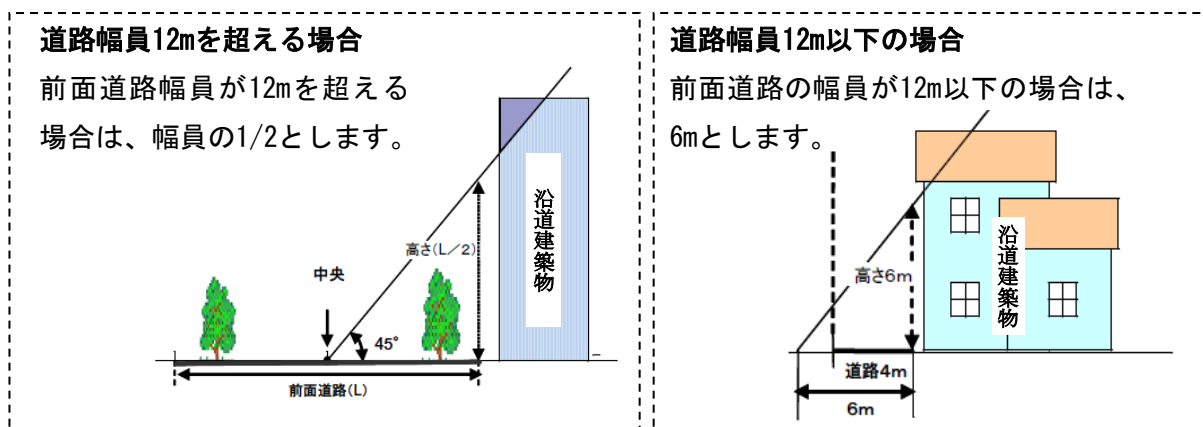 道路幅員12mを超える場合
前面道路幅員が12mを超える
場合は、幅員の1/2とします。
沿道建築物
高さ(L/2)
中央
45°
前面道路(L)
道路幅員12m以下の場合
前面道路の幅員が12m以下の場合は、
6mとします。
沿道建築物
高さ6m
道路4m
6m